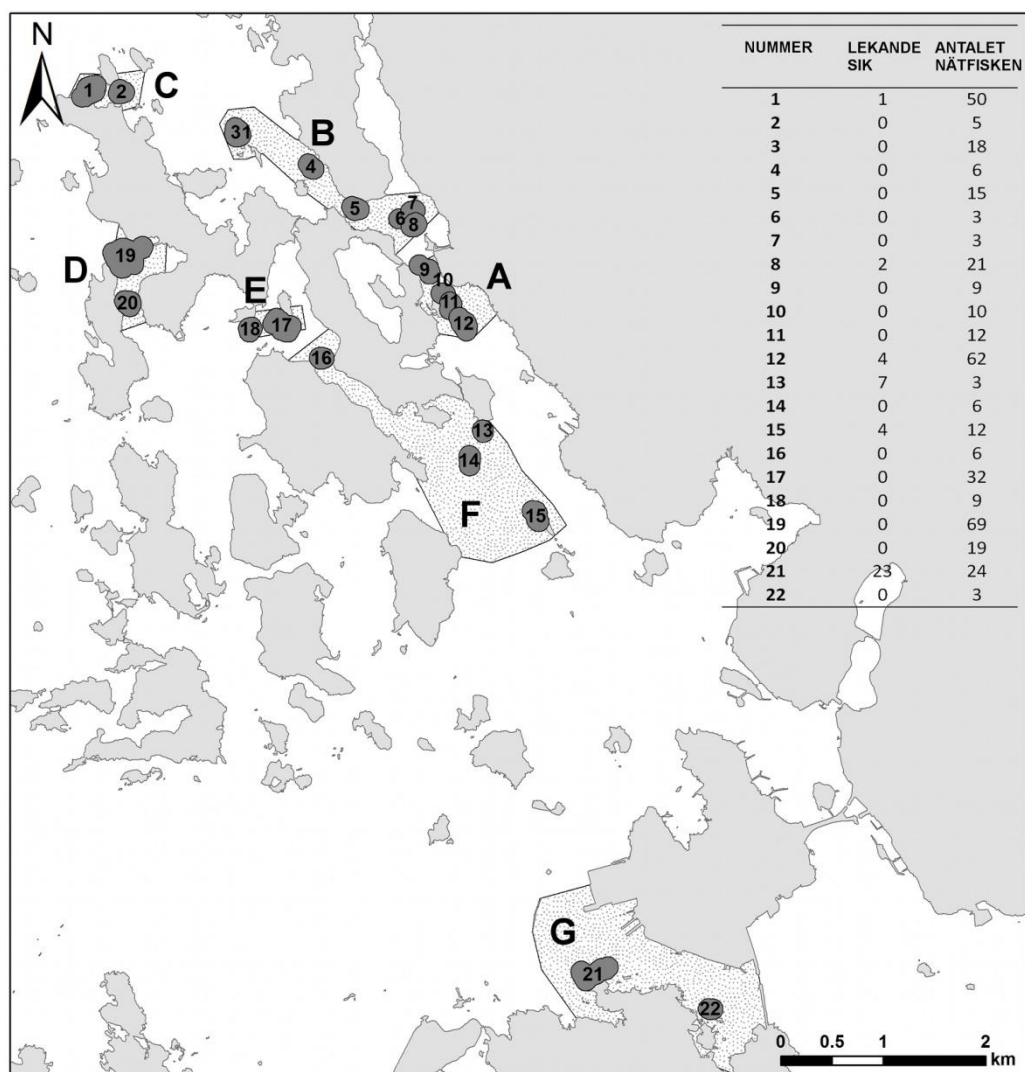 N
C
1
2
B
31
4
5
6
7
8
9
10
11
12
A
D
19
20
E
18
17
16
13
14
F
15
G
21
22
NUMMER LEKANDE SIK ANTALET NÄTFISKEN
1 1 50
2 0 5
3 0 18
4 0 6
5 0 15
6 0 3
7 0 3
8 2 21
9 0 9
10 0 10
11 0 12
12 4 62
13 7 3
14 0 6
15 4 12
16 0 6
17 0 32
18 0 9
19 0 69
20 0 19
21 23 24
22 0 3
0 0.5 1 2
km